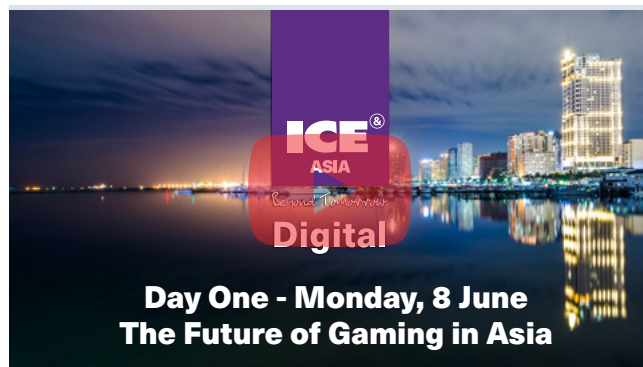 ICE &
ASIA
Beyond Tomorrow
Digital
Day One - Monday, 8 June
The Future of Gaming in Asia